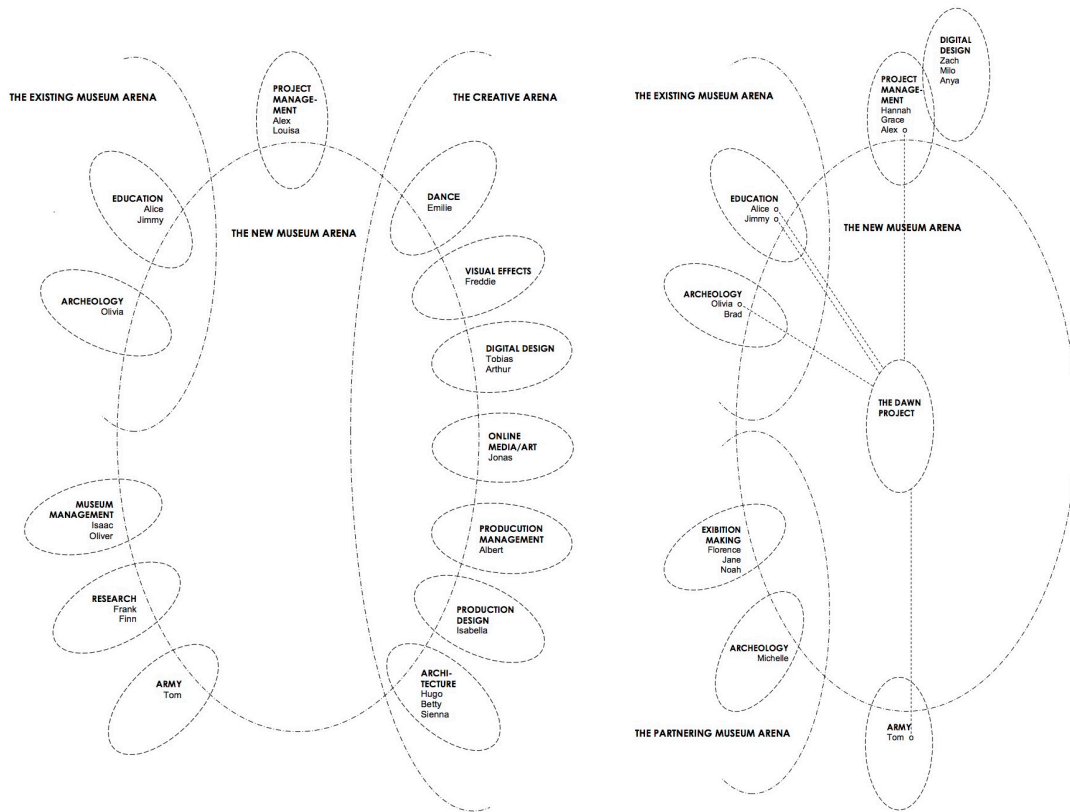 THE EXISTING MUSEUM ARENA
PROJECT
MANAGE-
MENT
Alex
Louisa
THE CREATIVE ARENA
EDUCATION
Alice
Jimmy
DANCE
Emilie
THE NEW MUSEUM ARENA
VISUAL EFFECTS
Freddie
ARCHEOLOGY
Olivia
DIGITAL DESIGN
Tobias
Arthur
ONLINE
MEDIA/ART
Jonas
MUSEUM
MANAGEMENT
Isaac
Oliver
PRODUCUTION
MANAGEMENT
Albert
RESEARCH
Frank
Finn
PRODUCTION
DESIGN
Isabella
ARMY
Tom
ARCHI-
TECTURE
Hugo
Betty
Sienna
THE EXISTING MUSEUM ARENA
DIGITAL
DESIGN
Zach
Milo
Anya
PROJECT
MANAGE-
MENT
Hannah
Grace
Alex o
EDUCATION
Alice o
Jimmy o
THE NEW MUSEUM ARENA
ARCHEOLOGY
Olivia o
Brad
THE DAWN
PROJECT
EXIBITION
MAKING
Florence
Jane
Noah
ARCHEOLOGY
Michelle
THE PARTNERING MUSEUM ARENA
ARMY
Tom o